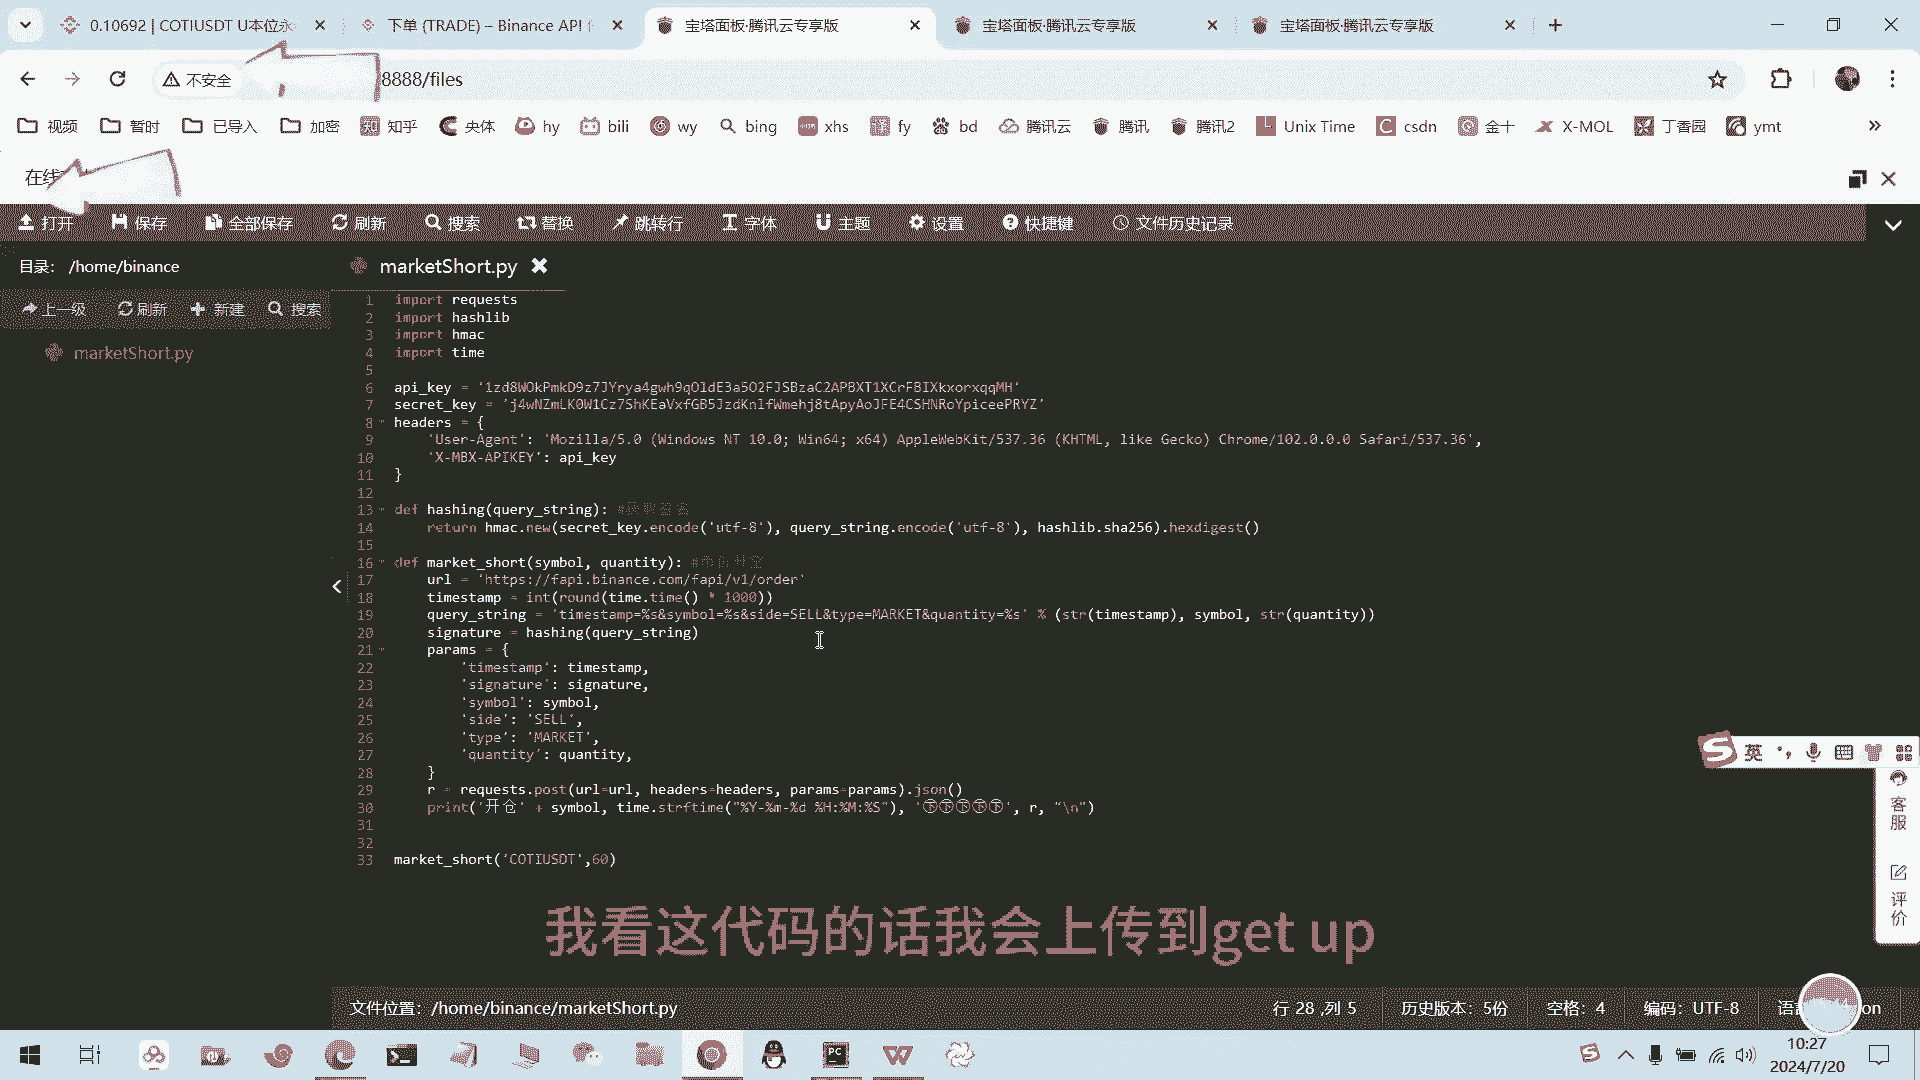 0.10692 | COTIUSDT U本位永
下单 (TRADE) – Binance API
宝塔面板·腾讯云专享版
宝塔面板·腾讯云专享版
宝塔面板·腾讯云专享版
不安全
8888/files
视频
暂时
已导入
加密
知乎
央体
hy
bili
wy
bing
xhs
fy
bd
腾讯云
腾讯
腾讯2
Unix Time
csdn
金十
X-MOL
丁香园
ymt
在线
打开
保存
全部保存
刷新
搜索
替换
跳转行
字体
主题
设置
快捷键
文件历史记录
目录： /home/binance
marketShort.py
上一级
刷新
新建
搜索
marketShort.py
1 import requests
2 import hashlib
3 import hmac
4 import time
5
6 api_key =
7 secret_key =
8 headers = {
9 'User-Agent': 'Mozilla/5.0 (Windows NT 10.0; Win64; x64) AppleWebKit/537.36 (KHTML, like Gecko) Chrome/102.0.0.0 Safari/537.36',
10 'X-MBX-APIKEY': api_key
11 }
12
13 def hashing(query_string):
14 return hmac.new(secret_key.encode('utf-8'), query_string.encode('utf-8'), hashlib.sha256).hexdigest()
15
16 def market_short(symbol, quantity): #市价开空
17 url = 'https://fapi.binance.com/fapi/v1/order'
18 timestamp = int(round(time.time() * 1000))
19 query_string = 'timestamp=%s&symbol=%s&side=SELL&type=MARKET&quantity=%s' % (str(timestamp), symbol, str(quantity))
20 signature = hashing(query_string)
21 params = {
22 'timestamp': timestamp,
23 'signature': signature,
24 'symbol': symbol,
25 'side': 'SELL',
26 'type': 'MARKET',
27 'quantity': quantity,
28 }
29 r = requests.post(url=url, headers=headers, params=params).json()
30 print('开仓' + symbol, time.strftime("%Y-%m-%d %H:%M:%S"), '㊦㊦㊦㊦㊦', r, "\n")
31
32
33 market_short('COTIUSDT',60)
英
客服
评价
我看这代码的话我会上传到get up
文件位置： /home/binance/marketShort.py
行 28 ,列 5
历史版本： 5份
空格： 4
编码： UTF-8
语言
on
10:27
2024/7/20